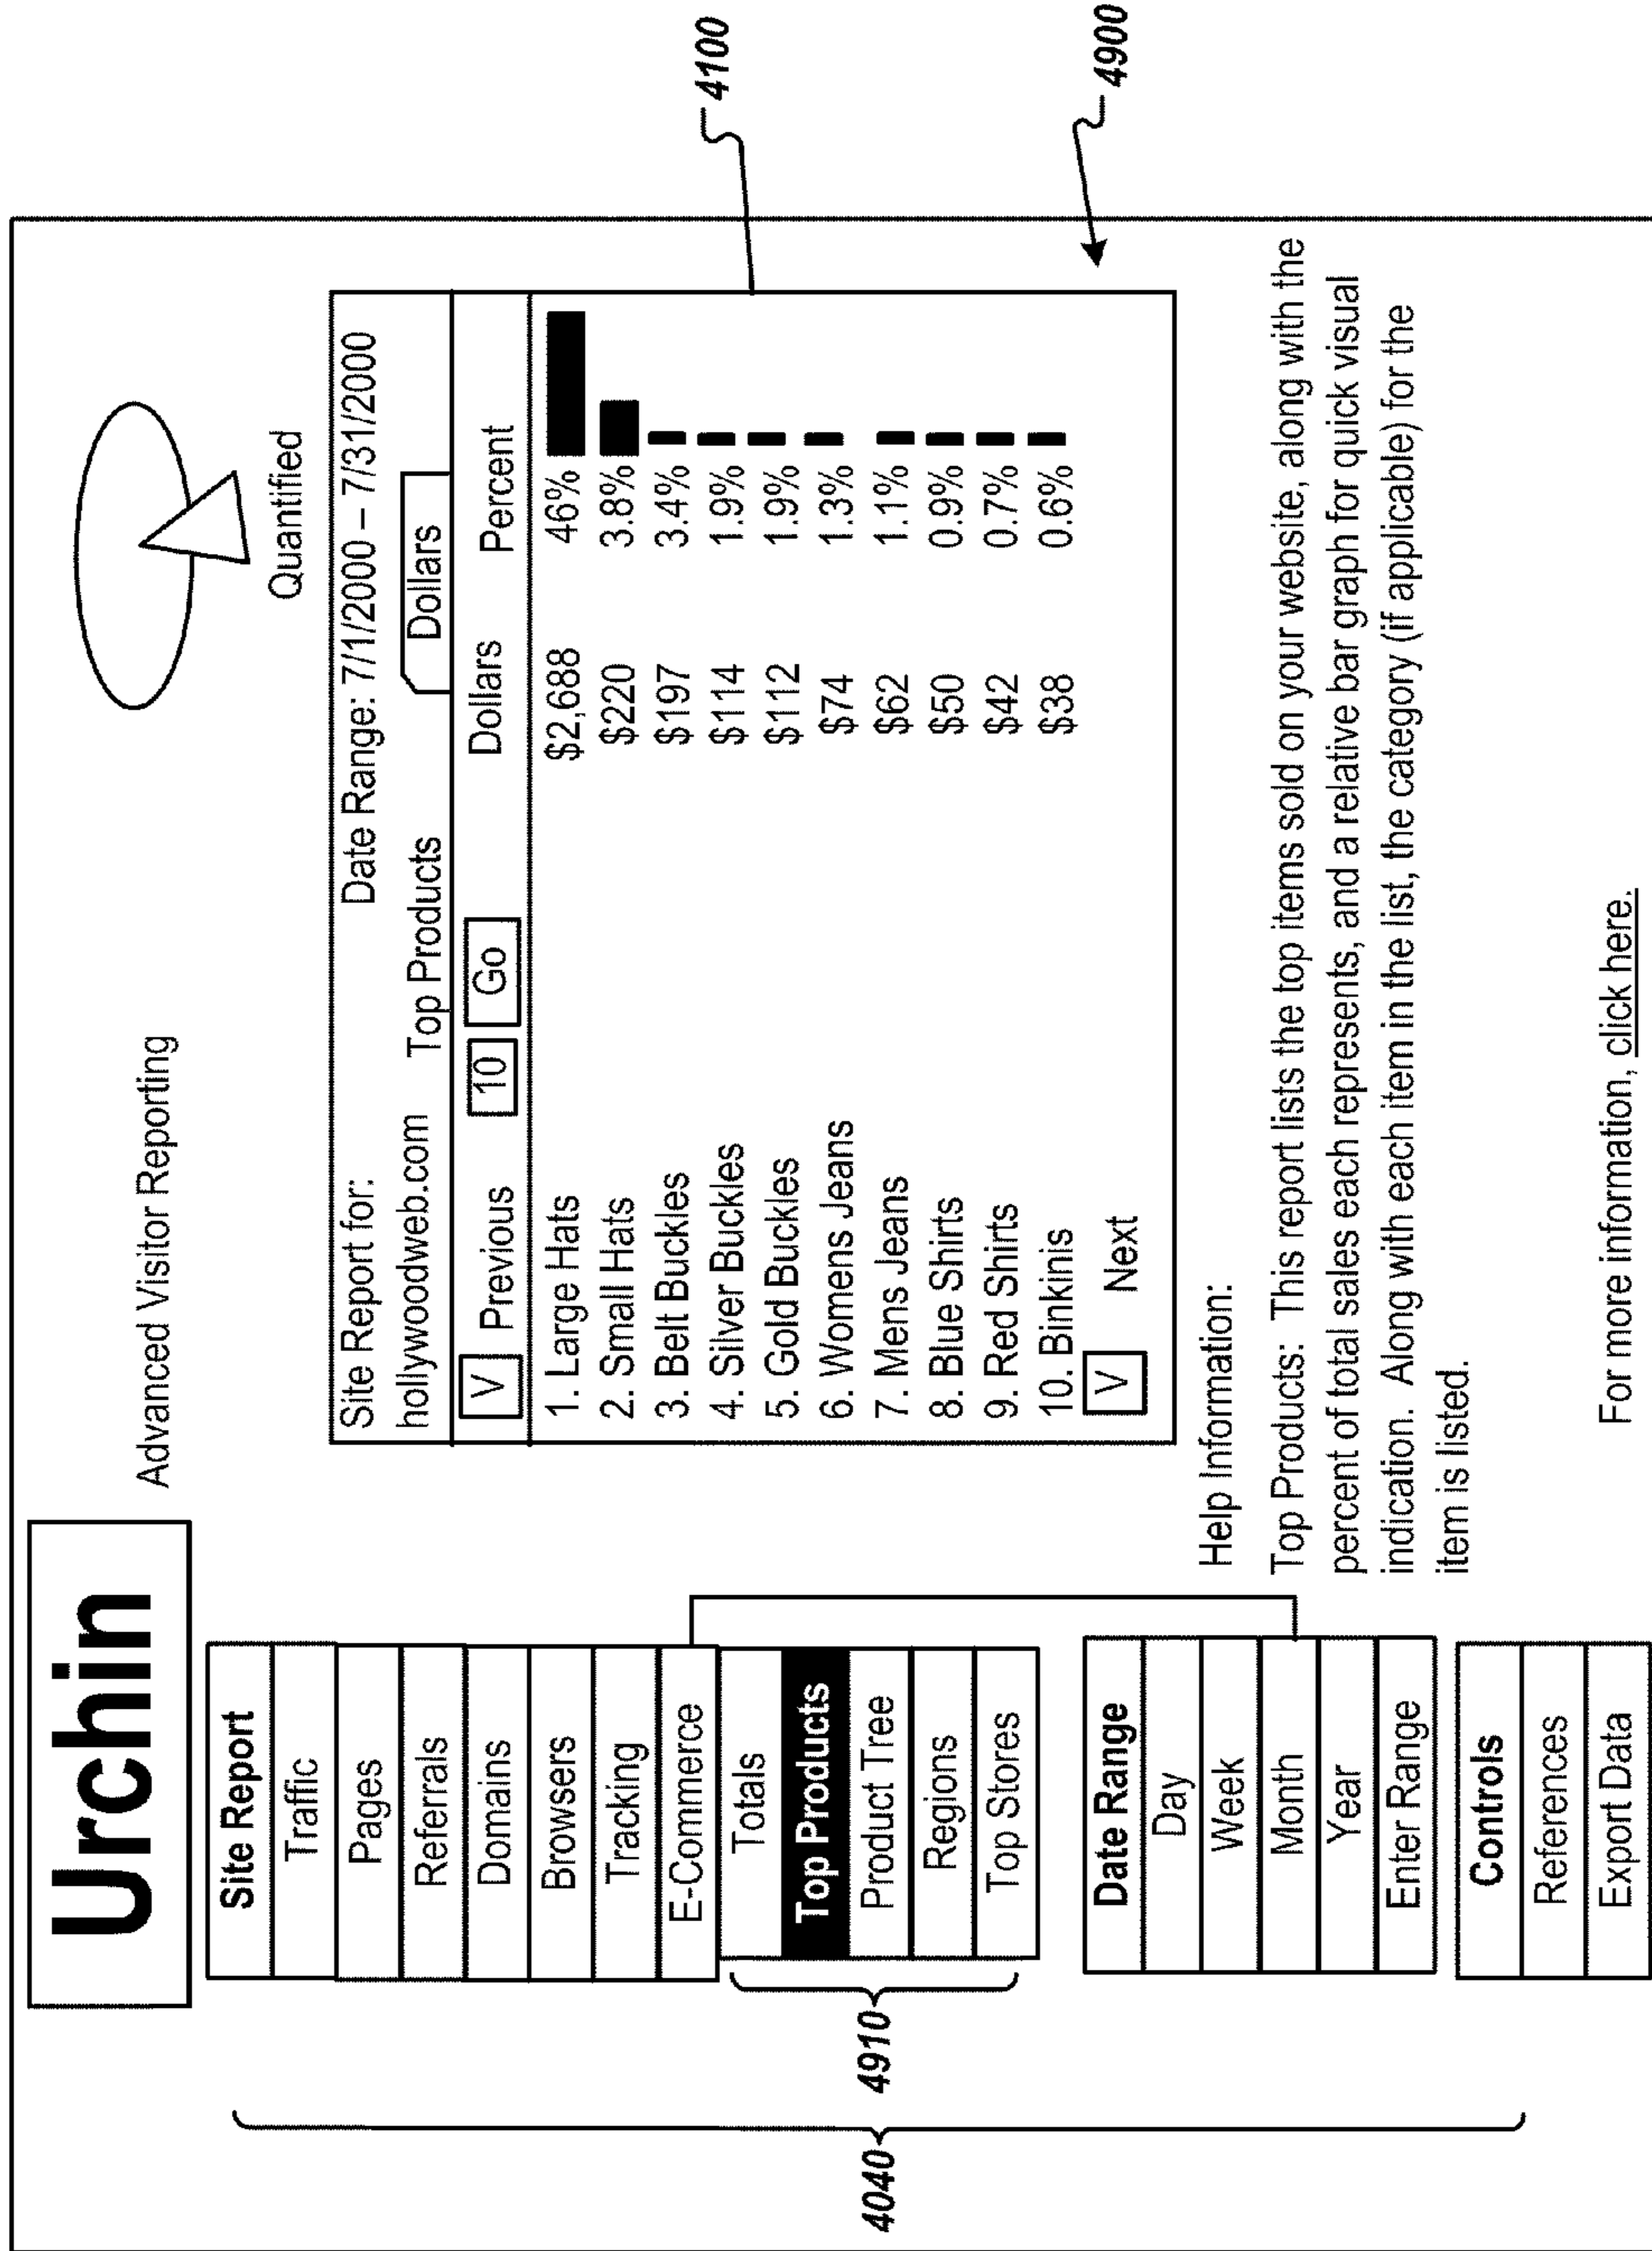 Urchin
Advanced Visitor Reporting
Quantified
Site Report
Traffic
Pages
Referrals
Domains
Browsers
Tracking
E-Commerce
Totals
Top Products
Product Tree
Regions
Top Stores
Date Range
Day
Week
Month
Year
Enter Range
Controls
References
Export Data
4040
4910
Site Report for: Date Range: 7/1/2000 – 7/31/2000
hollywoodweb.com Top Products Dollars
V Previous 10 Go Dollars Percent
1. Large Hats $2,688 46%
2. Small Hats $220 3.8%
3. Belt Buckles $197 3.4%
4. Silver Buckles $114 1.9%
5. Gold Buckles $112 1.9%
6. Womens Jeans $74 1.3%
7. Mens Jeans $62 1.1%
8. Blue Shirts $50 0.9%
9. Red Shirts $42 0.7%
10. Binkinis $38 0.6%
V Next
4100
4900
Help Information:
Top Products: This report lists the top items sold on your website, along with the
percent of total sales each represents, and a relative bar graph for quick visual
indication. Along with each item in the list, the category (if applicable) for the
item is listed.
For more information, click here.